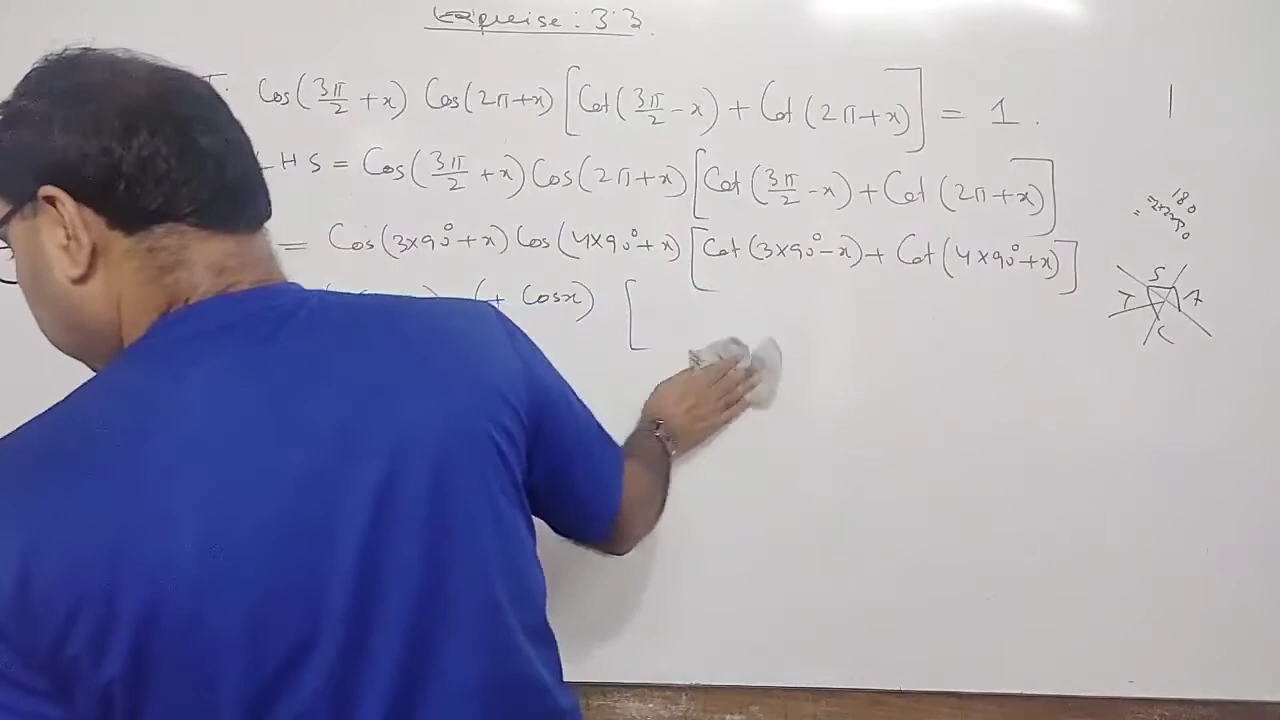 Exercise: 3.3
T. Cos(3π/2 + x) Cos(2π+x) [Cot(3π/2 - x) + Cot(2π+x)] = 1.
LHS = Cos(3π/2 + x) Cos(2π+x) [Cot(3π/2 - x) + Cot(2π+x)]
= Cos(3×90°+x) Cos(4×90°+x) [Cot(3×90°-x) + Cot(4×90°+x)]
(+ Cosx) [
180
S
T
A
C